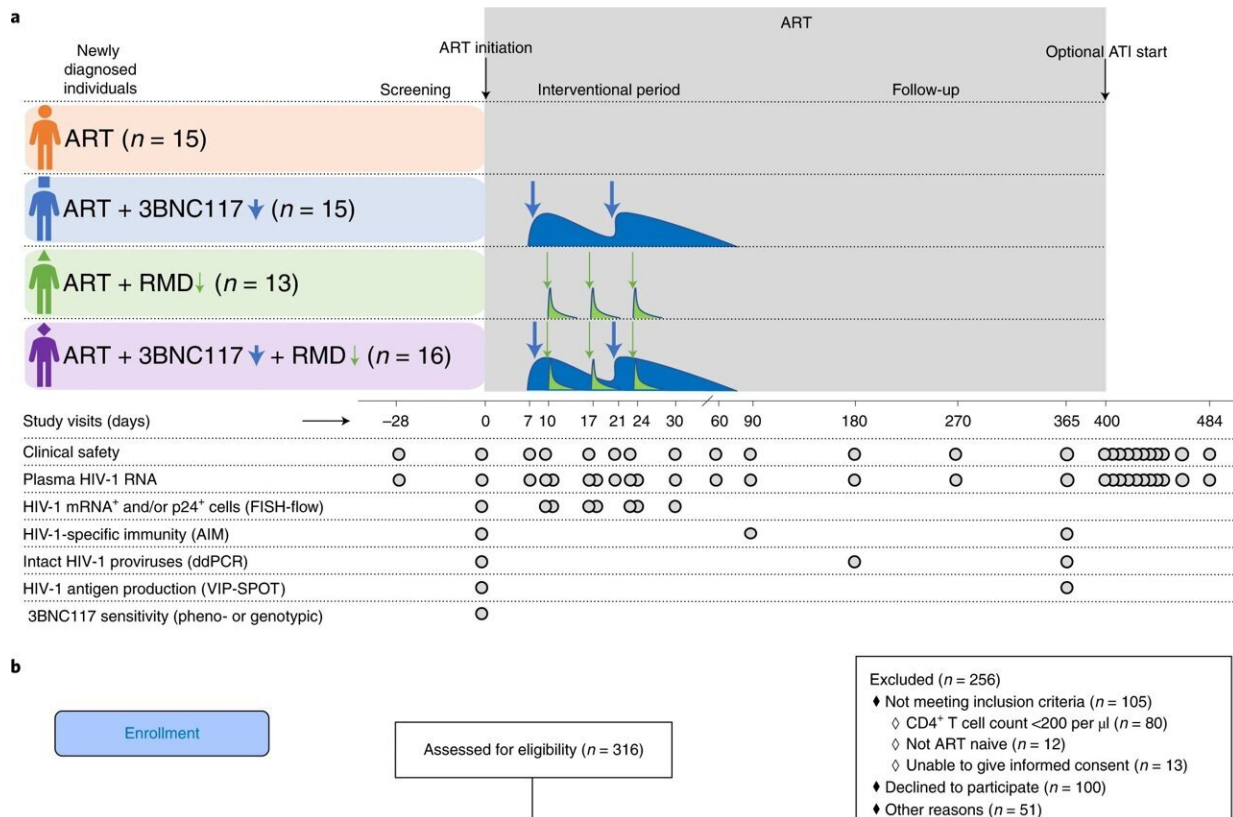 a
ART
ART initiation
Optional ATI start
Newly
diagnosed
individuals
Screening
Interventional period
Follow-up
ART (n = 15)
ART + 3BNC117 (n = 15)
ART + RMD (n = 13)
ART + 3BNC117 + RMD (n = 16)
Study visits (days) –28 0 7 10 17 21 24 30 60 90 180 270 365 400 484
Clinical safety
Plasma HIV-1 RNA
HIV-1 mRNA⁺ and/or p24⁺ cells (FISH-flow)
HIV-1-specific immunity (AIM)
Intact HIV-1 proviruses (ddPCR)
HIV-1 antigen production (VIP-SPOT)
3BNC117 sensitivity (pheno- or genotypic)
b
Enrollment
Assessed for eligibility (n = 316)
Excluded (n = 256)
♦ Not meeting inclusion criteria (n = 105)
◊ CD4⁺ T cell count <200 per μl (n = 80)
◊ Not ART naive (n = 12)
◊ Unable to give informed consent (n = 13)
♦ Declined to participate (n = 100)
♦ Other reasons (n = 51)